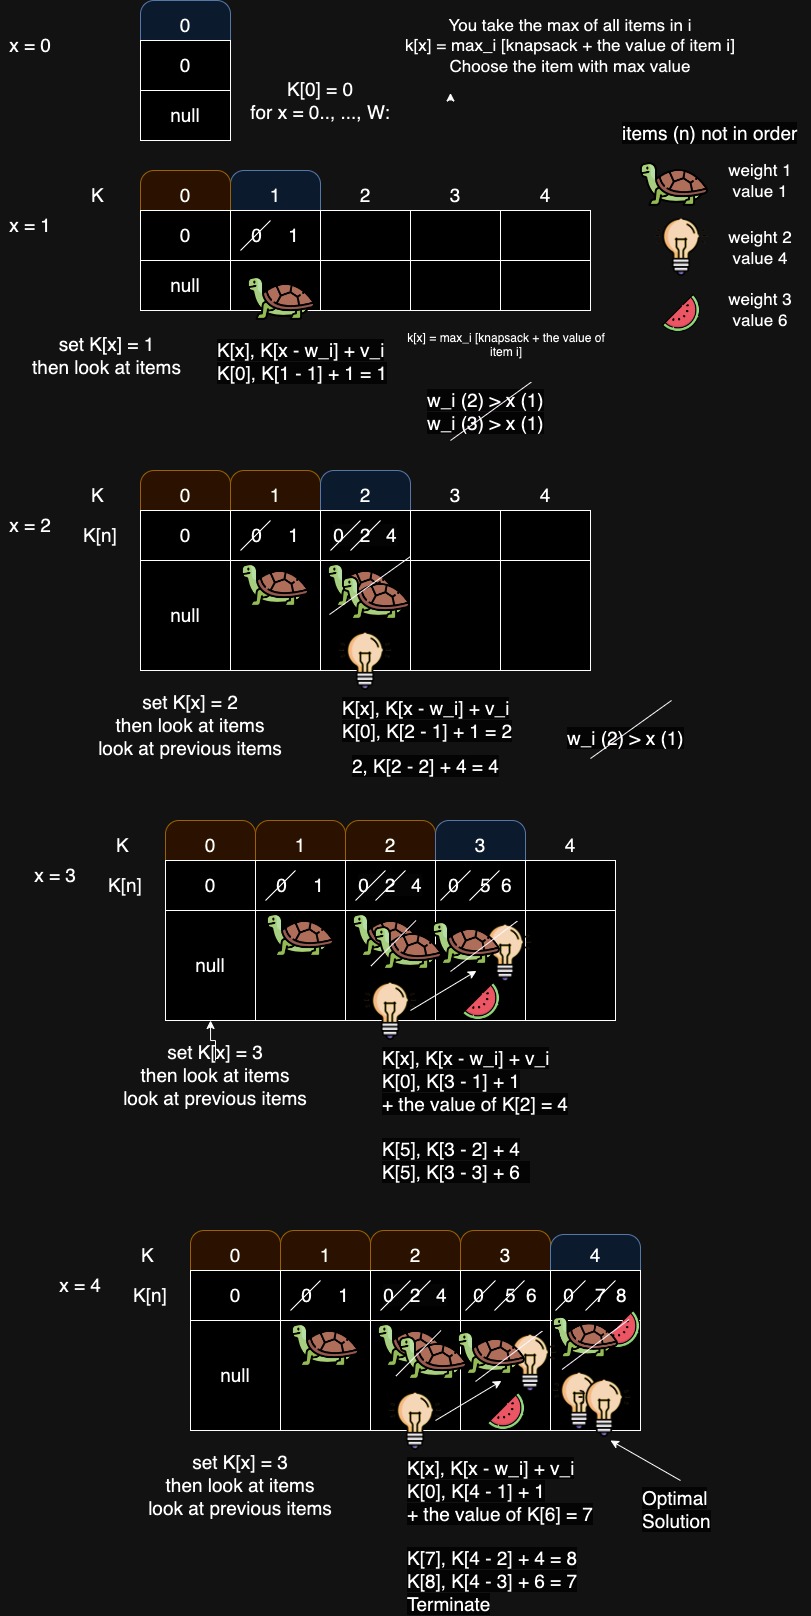 0
x = 0
0
null
You take the max of all items in i
k[x] = max_i [knapsack + the value of item i]
Choose the item with max value
K[0] = 0
for x = 0.., ..., W:
items (n) not in order
weight 1
value 1
weight 2
value 4
weight 3
value 6
K 0 1 2 3 4
x = 1
0 0 1
null
set K[x] = 1
then look at items
K[x], K[x - w_i] + v_i
K[0], K[1 - 1] + 1 = 1
k[x] = max_i [knapsack + the value of
item i]
w_i (2) > x (1)
w_i (3) > x (1)
K 0 1 2 3 4
x = 2
K[n] 0 0 1 0 2 4
null
set K[x] = 2
then look at items
look at previous items
K[x], K[x - w_i] + v_i
K[0], K[2 - 1] + 1 = 2
2, K[2 - 2] + 4 = 4
w_i (2) > x (1)
K 0 1 2 3 4
x = 3
K[n] 0 0 1 0 2 4 0 5 6
null
set K[x] = 3
then look at items
look at previous items
K[x], K[x - w_i] + v_i
K[0], K[3 - 1] + 1
+ the value of K[2] = 4
K[5], K[3 - 2] + 4
K[5], K[3 - 3] + 6
K 0 1 2 3 4
x = 4
K[n] 0 0 1 0 2 4 0 5 6 0 7 8
null
set K[x] = 3
then look at items
look at previous items
K[x], K[x - w_i] + v_i
K[0], K[4 - 1] + 1
+ the value of K[6] = 7
K[7], K[4 - 2] + 4 = 8
K[8], K[4 - 3] + 6 = 7
Terminate
Optimal
Solution